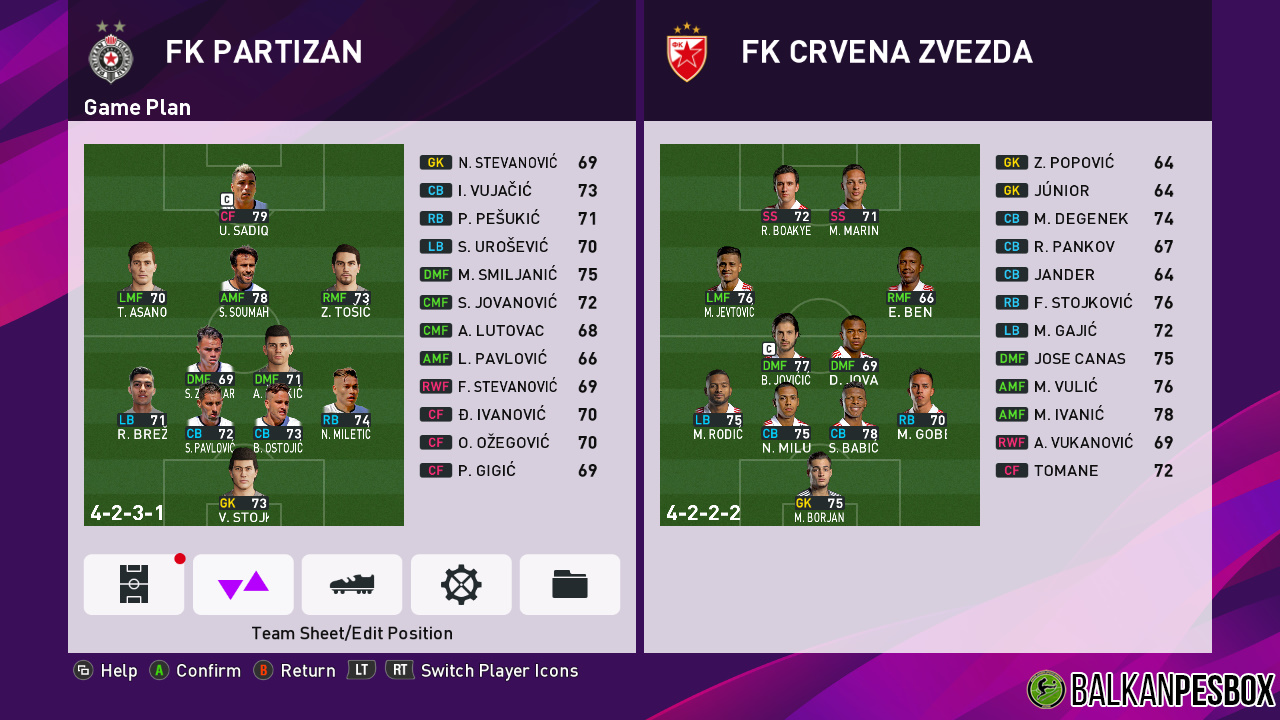 FK PARTIZAN
Game Plan
C
CF 79
U. SADIQ
LMF 70
T. ASANO
AMF 78
S. SOUMAH
RMF 73
Z. TOSIĆ
DMF 69
DMF 71
LB 71
R. BREŽ
CB 72
S. PAVLOVIĆ
CB 73
B. OSTOJIĆ
RB 74
N. MILETIĆ
GK 73
V. STOJK
4-2-3-1
GK N. STEVANOVIĆ 69
CB I. VUJAČIĆ 73
RB P. PEŠUKIĆ 71
LB S. UROŠEVIĆ 70
DMF M. SMILJANIĆ 75
CMF S. JOVANOVIĆ 72
CMF A. LUTOVAC 68
AMF L. PAVLOVIĆ 66
RWF F. STEVANOVIĆ 69
CF Đ. IVANOVIĆ 70
CF O. OŽEGOVIĆ 70
CF P. GIGIĆ 69
Team Sheet/Edit Position
FK CRVENA ZVEZDA
SS 72
R. BOAKYE
SS 71
M. MARIN
LMF 76
M. JEVTOVIĆ
RMF 66
E. BEN
C
DMF 77
B. JOVIČIĆ
DMF 69
D. JOVA
LB 75
M. RODIĆ
CB 75
N. MILU
CB 78
S. BABIĆ
RB 70
M. GOBE
GK 75
M. BORJAN
4-2-2-2
GK Z. POPOVIĆ 64
GK JÚNIOR 64
CB M. DEGENEK 74
CB R. PANKOV 67
CB JANDER 64
RB F. STOJKOVIĆ 76
LB M. GAJIĆ 72
DMF JOSE CANAS 75
AMF M. VULIĆ 76
AMF M. IVANIĆ 78
RWF A. VUKANOVIĆ 69
CF TOMANE 72
Help A Confirm B Return LT RT Switch Player Icons
BALKANPESBOX